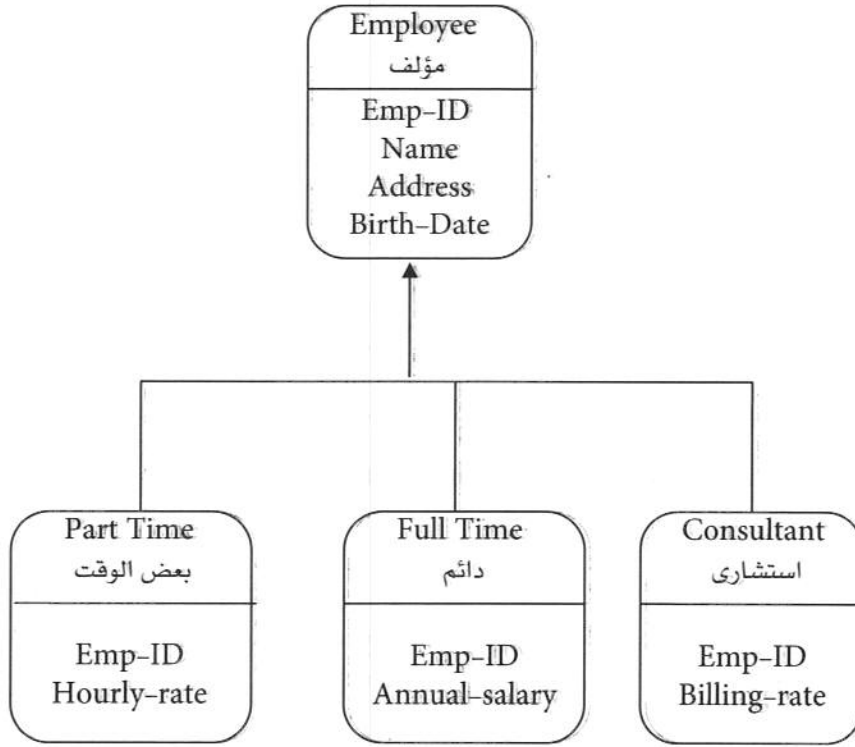 Employee
مؤلف
Emp-ID
Name
Address
Birth-Date
Part Time
بعض الوقت
Emp-ID
Hourly-rate
Full Time
دائم
Emp-ID
Annual-salary
Consultant
استشارى
Emp-ID
Billing-rate